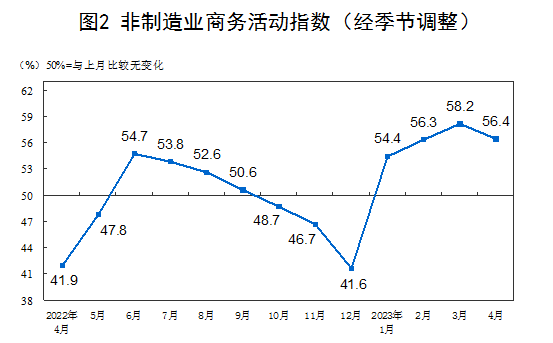 图2 非制造业商务活动指数（经季节调整）
（%）50%=与上月比较无变化
62
59
56
53
50
47
44
41
38
41.9
47.8
54.7
53.8
52.6
50.6
48.7
46.7
41.6
54.4
56.3
58.2
56.4
2022年
4月
5月
6月
7月
8月
9月
10月
11月
12月
2023年
1月
2月
3月
4月